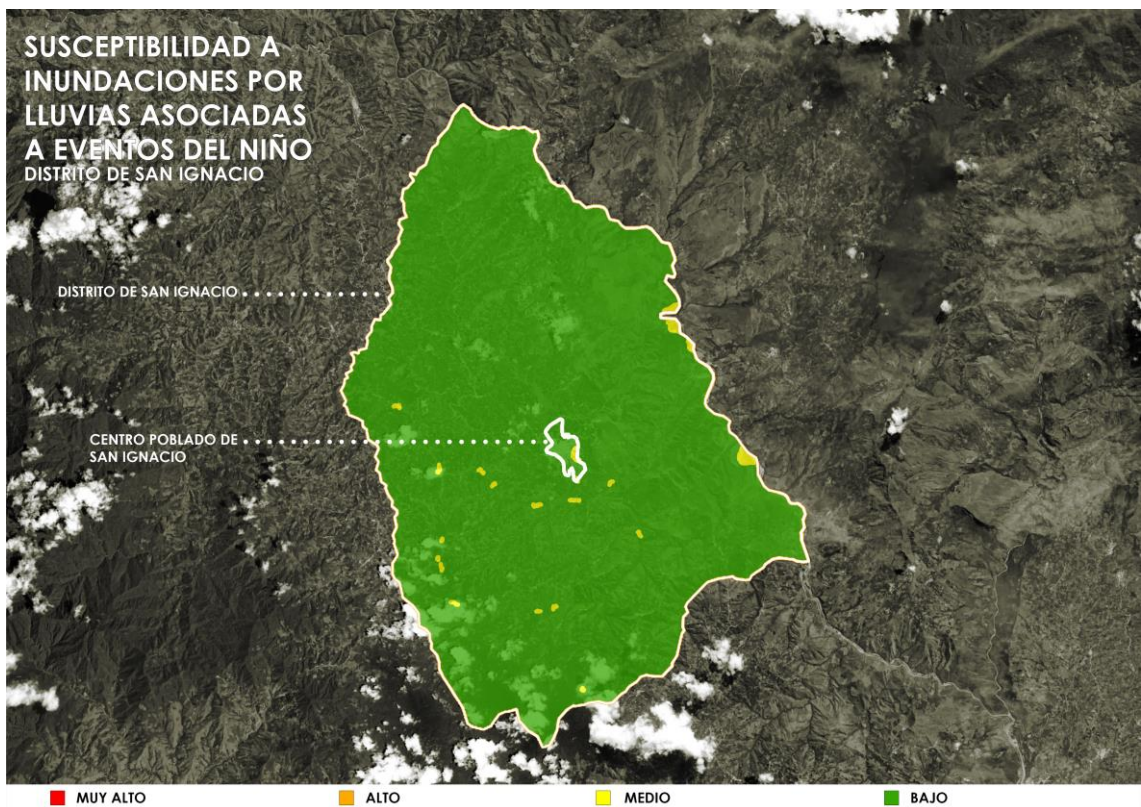 SUSCEPTIBILIDAD A
INUNDACIONES POR
LLUVIAS ASOCIADAS
A EVENTOS DEL NIÑO
DISTRITO DE SAN IGNACIO
DISTRITO DE SAN IGNACIO
CENTRO POBLADO DE
SAN IGNACIO
MUY ALTO
ALTO
MEDIO
BAJO